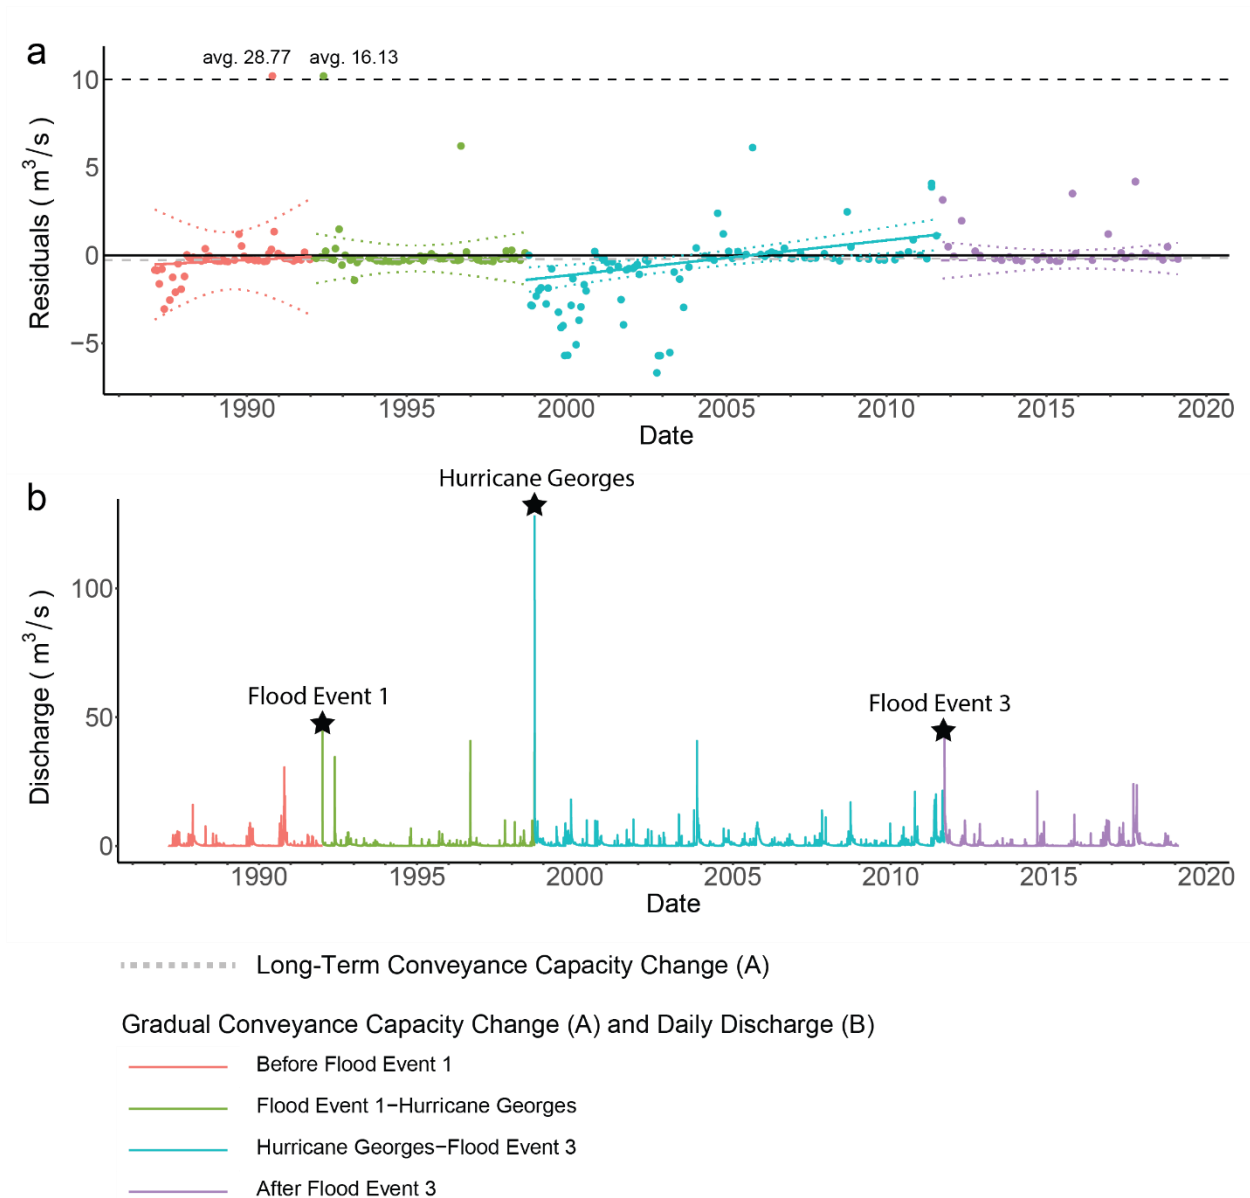 a
avg. 28.77 avg. 16.13
10
5
0
−5
Residuals ( m³/s )
1990 1995 2000 2005 2010 2015 2020
Date
b
Hurricane Georges
Flood Event 1
Flood Event 3
100
50
0
Discharge ( m³/s )
1990 1995 2000 2005 2010 2015 2020
Date
Long-Term Conveyance Capacity Change (A)
Gradual Conveyance Capacity Change (A) and Daily Discharge (B)
Before Flood Event 1
Flood Event 1−Hurricane Georges
Hurricane Georges−Flood Event 3
After Flood Event 3